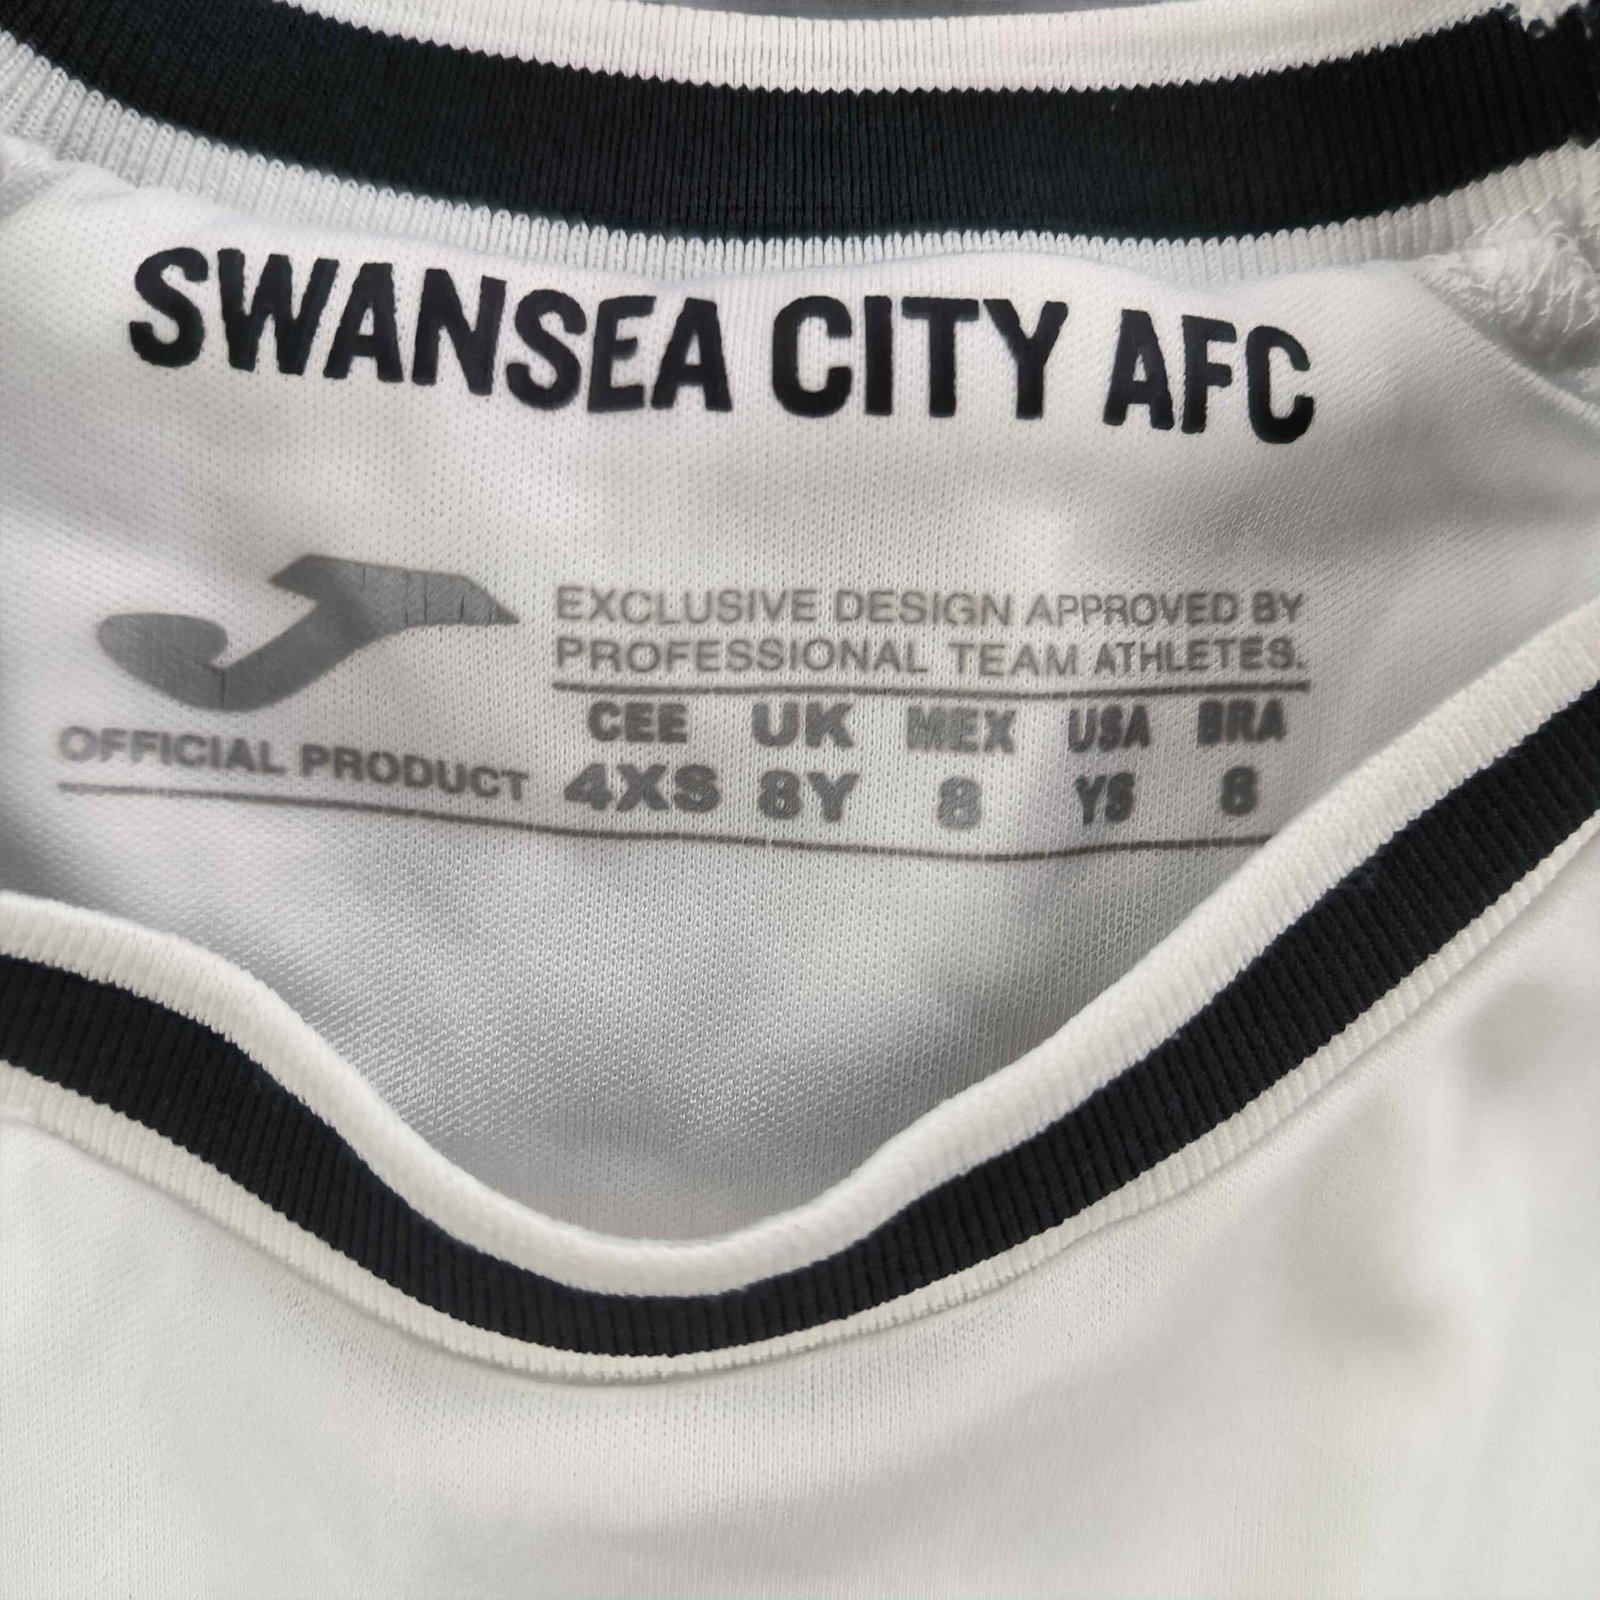 SWANSEA CITY AFC
EXCLUSIVE DESIGN APPROVED BY
PROFESSIONAL TEAM ATHLETES.
OFFICIAL PRODUCT
CEE UK MEX USA BRA
4XS 8Y 8 YS 8